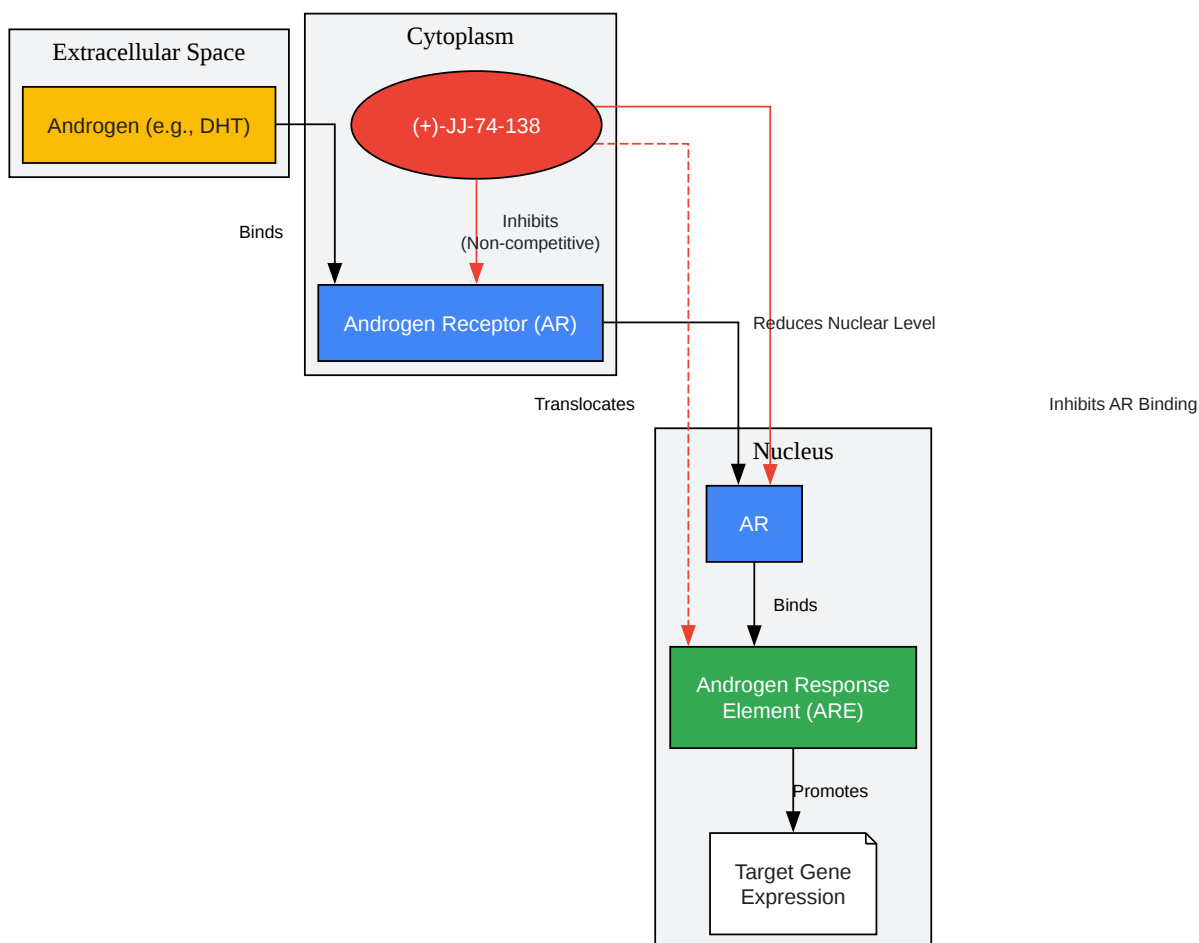 Extracellular Space
Cytoplasm
Androgen (e.g., DHT)
(+)-JJ-74-138
Binds
Inhibits
(Non-competitive)
Androgen Receptor (AR)
Reduces Nuclear Level
Translocates
Inhibits AR Binding
Nucleus
AR
Binds
Androgen Response
Element (ARE)
Promotes
Target Gene
Expression